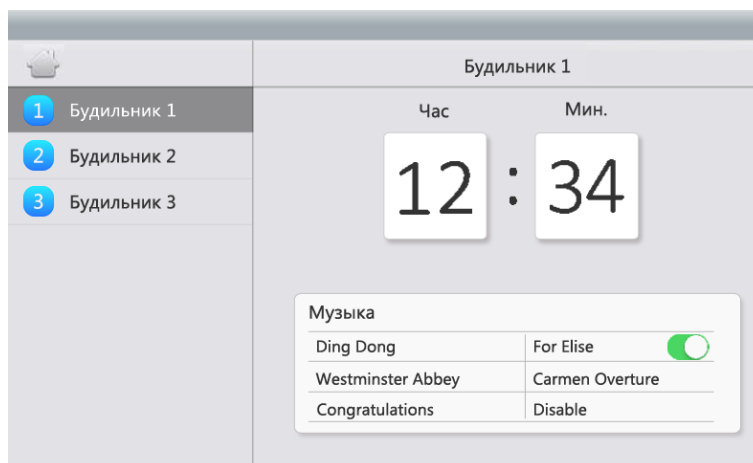 Будильник 1
1 Будильник 1
2 Будильник 2
3 Будильник 3
Час Мин.
12 : 34
Музыка
Ding Dong For Elise
Westminster Abbey Carmen Overture
Congratulations Disable